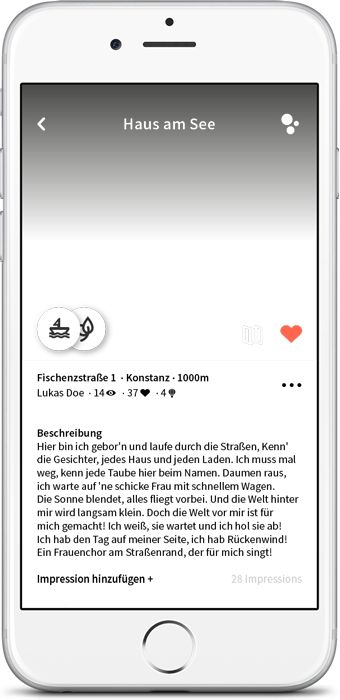 Haus am See
Fischenzstraße 1 · Konstanz · 1000m
Lukas Doe · 14 · 37 · 4
Beschreibung
Hier bin ich gebor'n und laufe durch die Straßen, Kenn'
die Gesichter, jedes Haus und jeden Laden. Ich muss mal
weg, kenn jede Taube hier beim Namen. Daumen raus,
ich warte auf 'ne schicke Frau mit schnellem Wagen.
Die Sonne blendet, alles fliegt vorbei. Und die Welt hinter
mir wird langsam klein. Doch die Welt vor mir ist für
mich gemacht! Ich weiß, sie wartet und ich hol sie ab!
Ich hab den Tag auf meiner Seite, ich hab Rückenwind!
Ein Frauenchor am Straßenrand, der für mich singt!
Impression hinzufügen + 28 Impressions